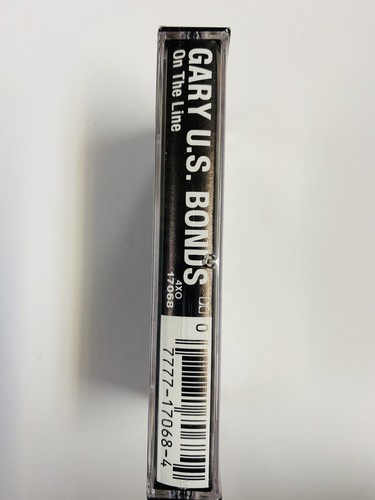 GARY U.S. BONDS
On The Line
4XO
17068
0
7777-17068-4